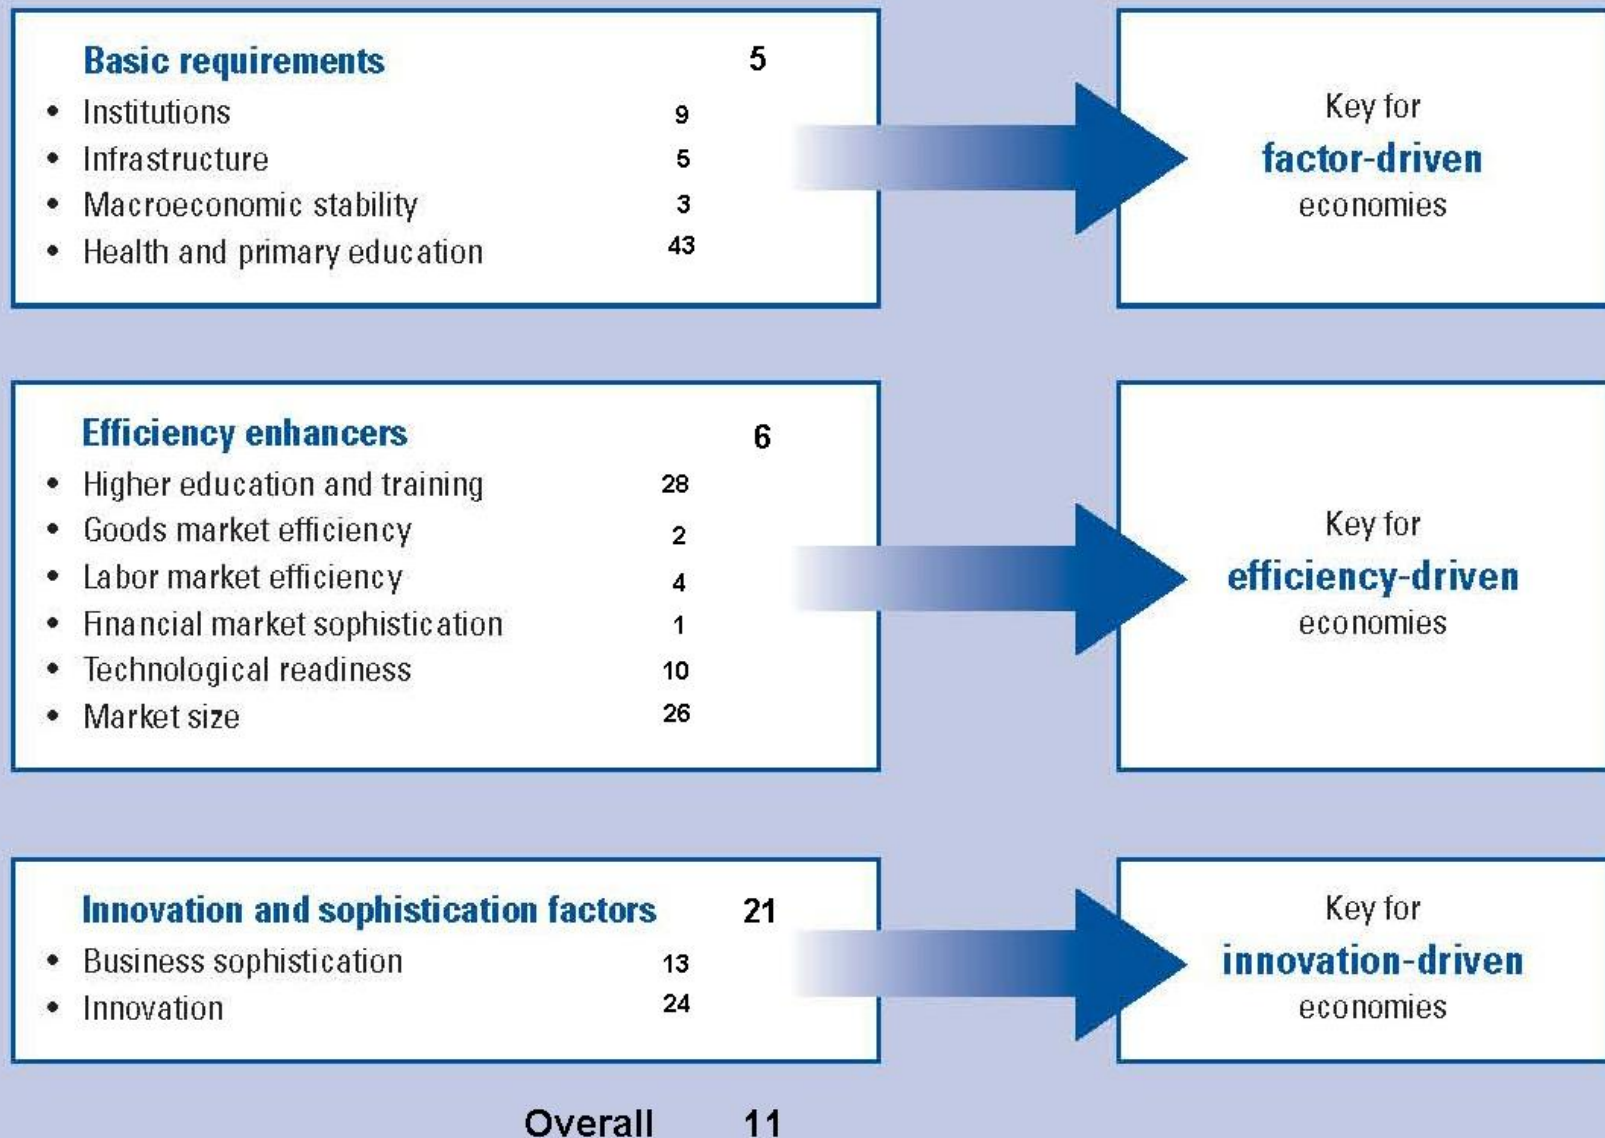 Basic requirements 5
• Institutions 9
• Infrastructure 5
• Macroeconomic stability 3
• Health and primary education 43
Key for
factor-driven
economies
Efficiency enhancers 6
• Higher education and training 28
• Goods market efficiency 2
• Labor market efficiency 4
• Financial market sophistication 1
• Technological readiness 10
• Market size 26
Key for
efficiency-driven
economies
Innovation and sophistication factors 21
• Business sophistication 13
• Innovation 24
Key for
innovation-driven
economies
Overall 11